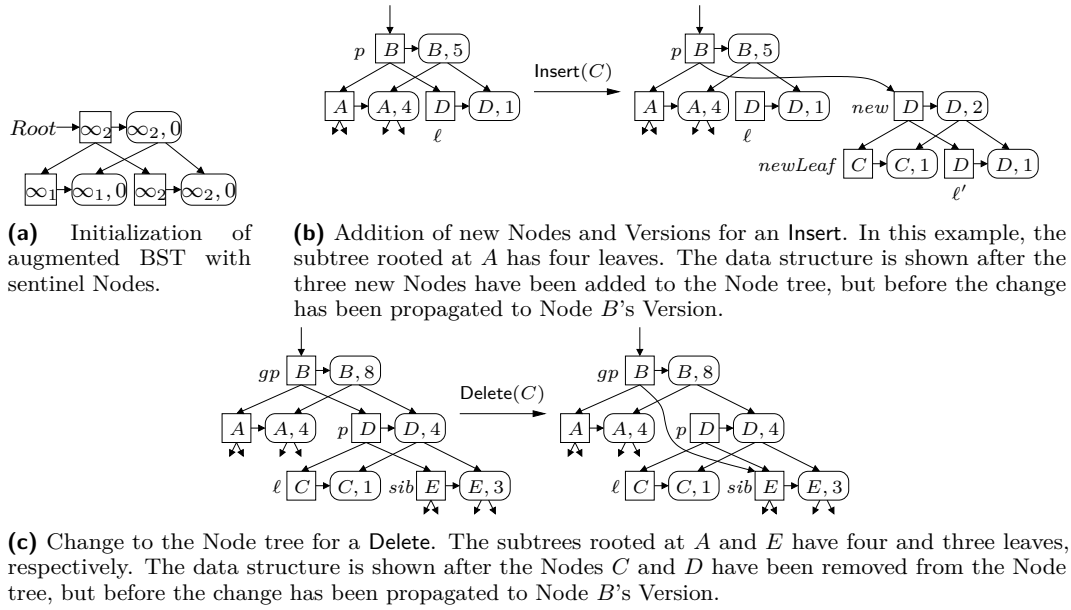 p B B, 5
Insert(C)
p B B, 5
A A, 4 D D, 1
ℓ
A A, 4 D D, 1
ℓ
new D D, 2
newLeaf C C, 1 D D, 1
ℓ′
Root ∞₂ ∞₂, 0
∞₁ ∞₁, 0 ∞₂ ∞₂, 0
(a) Initialization of
augmented BST with
sentinel Nodes.
(b) Addition of new Nodes and Versions for an Insert. In this example, the
subtree rooted at A has four leaves. The data structure is shown after the
three new Nodes have been added to the Node tree, but before the change
has been propagated to Node B's Version.
gp B B, 8
Delete(C)
gp B B, 8
A A, 4 p D D, 4
A A, 4 p D D, 4
ℓ C C, 1 sib E E, 3
ℓ C C, 1 sib E E, 3
(c) Change to the Node tree for a Delete. The subtrees rooted at A and E have four and three leaves,
respectively. The data structure is shown after the Nodes C and D have been removed from the Node
tree, but before the change has been propagated to Node B's Version.